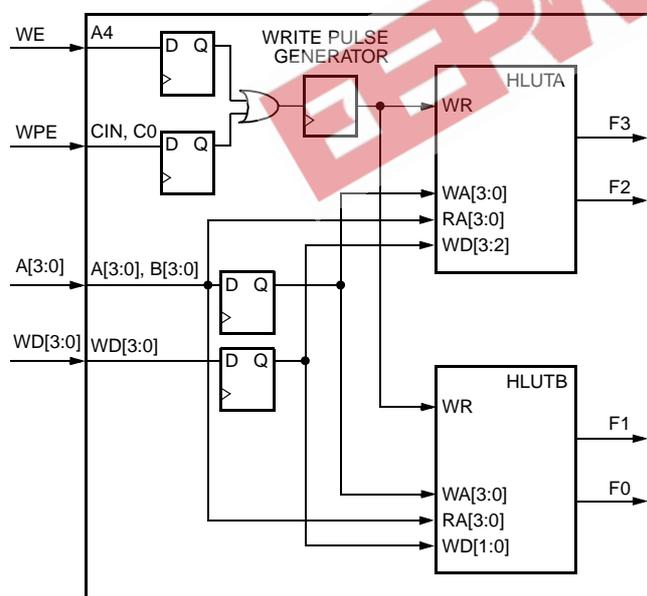 WE
A4
D Q
WRITE PULSE
GENERATOR
HLUTA
WR
F3
WPE
CIN, C0
D Q
F2
WA[3:0]
RA[3:0]
WD[3:2]
A[3:0]
A[3:0], B[3:0]
D Q
WD[3:0]
WD[3:0]
D Q
HLUTB
WR
F1
F0
WA[3:0]
RA[3:0]
WD[1:0]